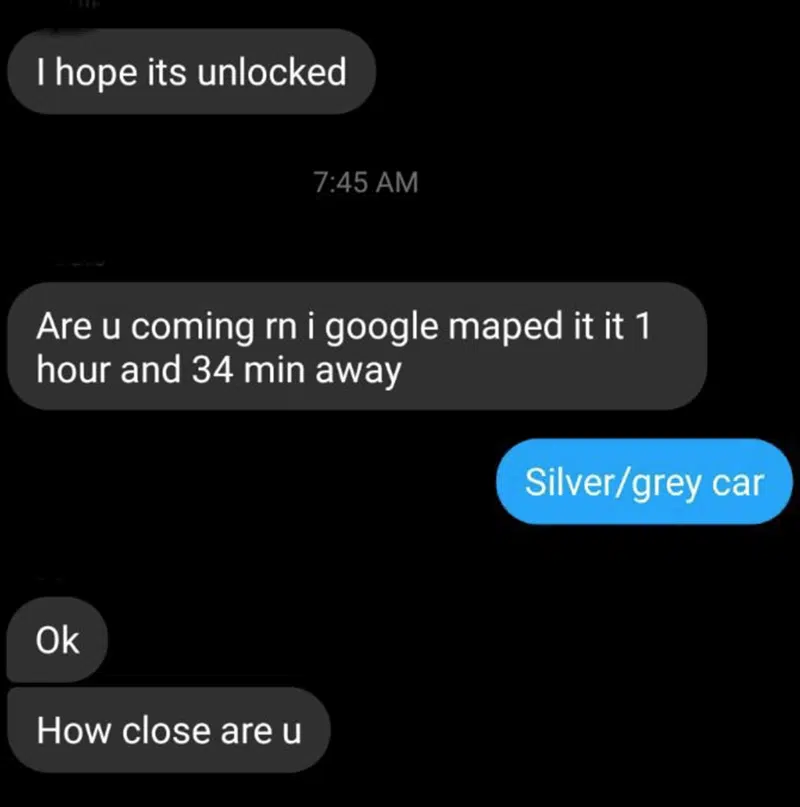 I hope its unlocked
7:45 AM
Are u coming rn i google maped it it 1
hour and 34 min away
Silver/grey car
Ok
How close are u